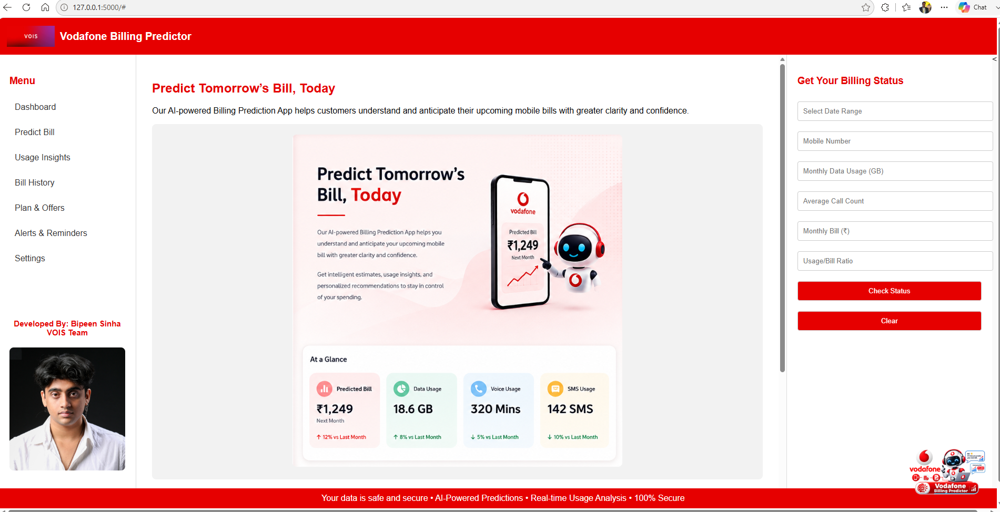 127.0.0.1:5000/#
Chat
VOIS
Vodafone Billing Predictor
Menu
Dashboard
Predict Bill
Usage Insights
Bill History
Plan & Offers
Alerts & Reminders
Settings
Developed By: Bipeen Sinha
VOIS Team
Predict Tomorrow’s Bill, Today
Our AI-powered Billing Prediction App helps customers understand and anticipate their upcoming mobile bills with greater clarity and confidence.
Predict Tomorrow’s
Bill, Today
Our AI-powered Billing Prediction App helps you
understand and anticipate your upcoming mobile
bill with greater clarity and confidence.
Get intelligent estimates, usage insights, and
personalized recommendations to stay in control
of your spending.
vodafone
Predicted Bill
₹1,249
Next Month
At a Glance
Predicted Bill
₹1,249
Next Month
↑ 12% vs Last Month
Data Usage
18.6 GB
↑ 8% vs Last Month
Voice Usage
320 Mins
↓ 5% vs Last Month
SMS Usage
142 SMS
↓ 10% vs Last Month
<
Get Your Billing Status
Select Date Range
Mobile Number
Monthly Data Usage (GB)
Average Call Count
Monthly Bill (₹)
Usage/Bill Ratio
Check Status
Clear
vodafone
Vodafone
Billing Predictor
Your data is safe and secure • AI-Powered Predictions • Real-time Usage Analysis • 100% Secure